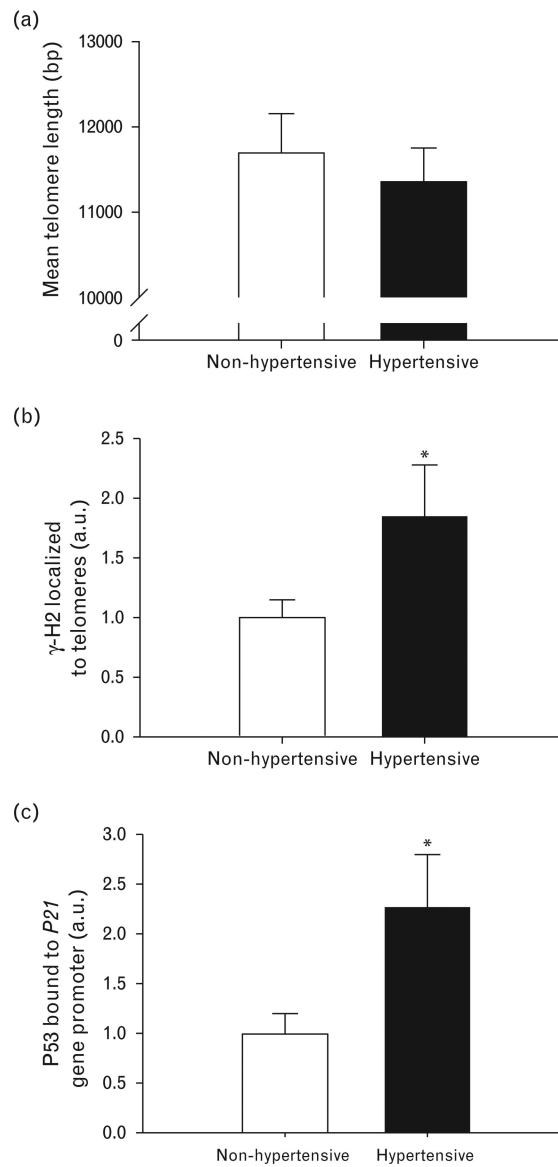 (a)
Mean telomere length (bp)
13000
12000
11000
10000
0
Non-hypertensive Hypertensive
(b)
γ-H2 localized
to telomeres (a.u.)
2.5
*
2.0
1.5
1.0
0.5
0.0
Non-hypertensive Hypertensive
(c)
P53 bound to P21
gene promoter (a.u.)
3.0
*
2.5
2.0
1.5
1.0
0.5
0.0
Non-hypertensive Hypertensive